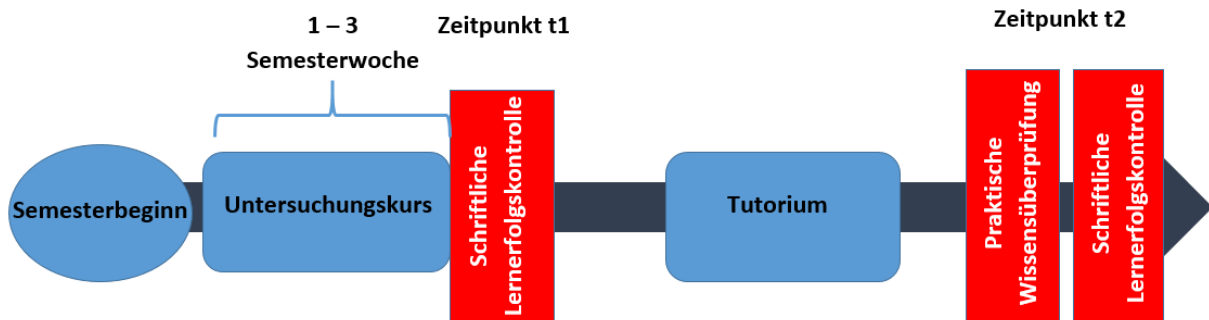 1 – 3
Semesterwoche
Zeitpunkt t1
Zeitpunkt t2
Semesterbeginn
Untersuchungskurs
Schriftliche
Lernerfolgskontrolle
Tutorium
Praktische
Wissensüberprüfung
Schriftliche
Lernerfolgskontrolle